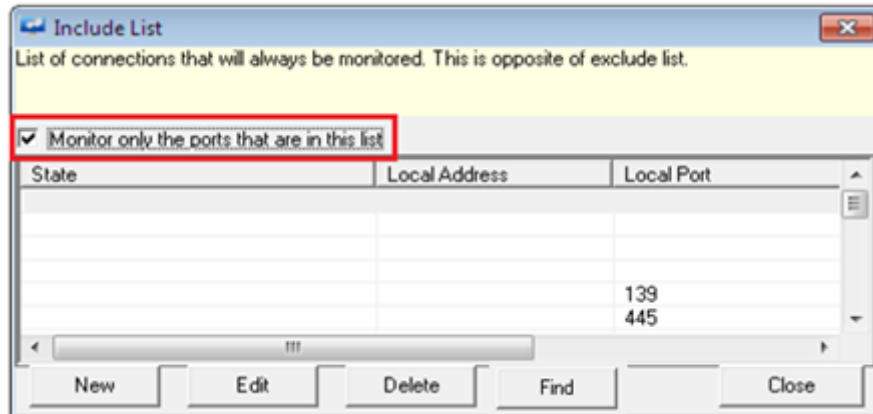 Include List
List of connections that will always be monitored. This is opposite of exclude list.
Monitor only the ports that are in this list
State Local Address Local Port
139
445
New Edit Delete Find Close